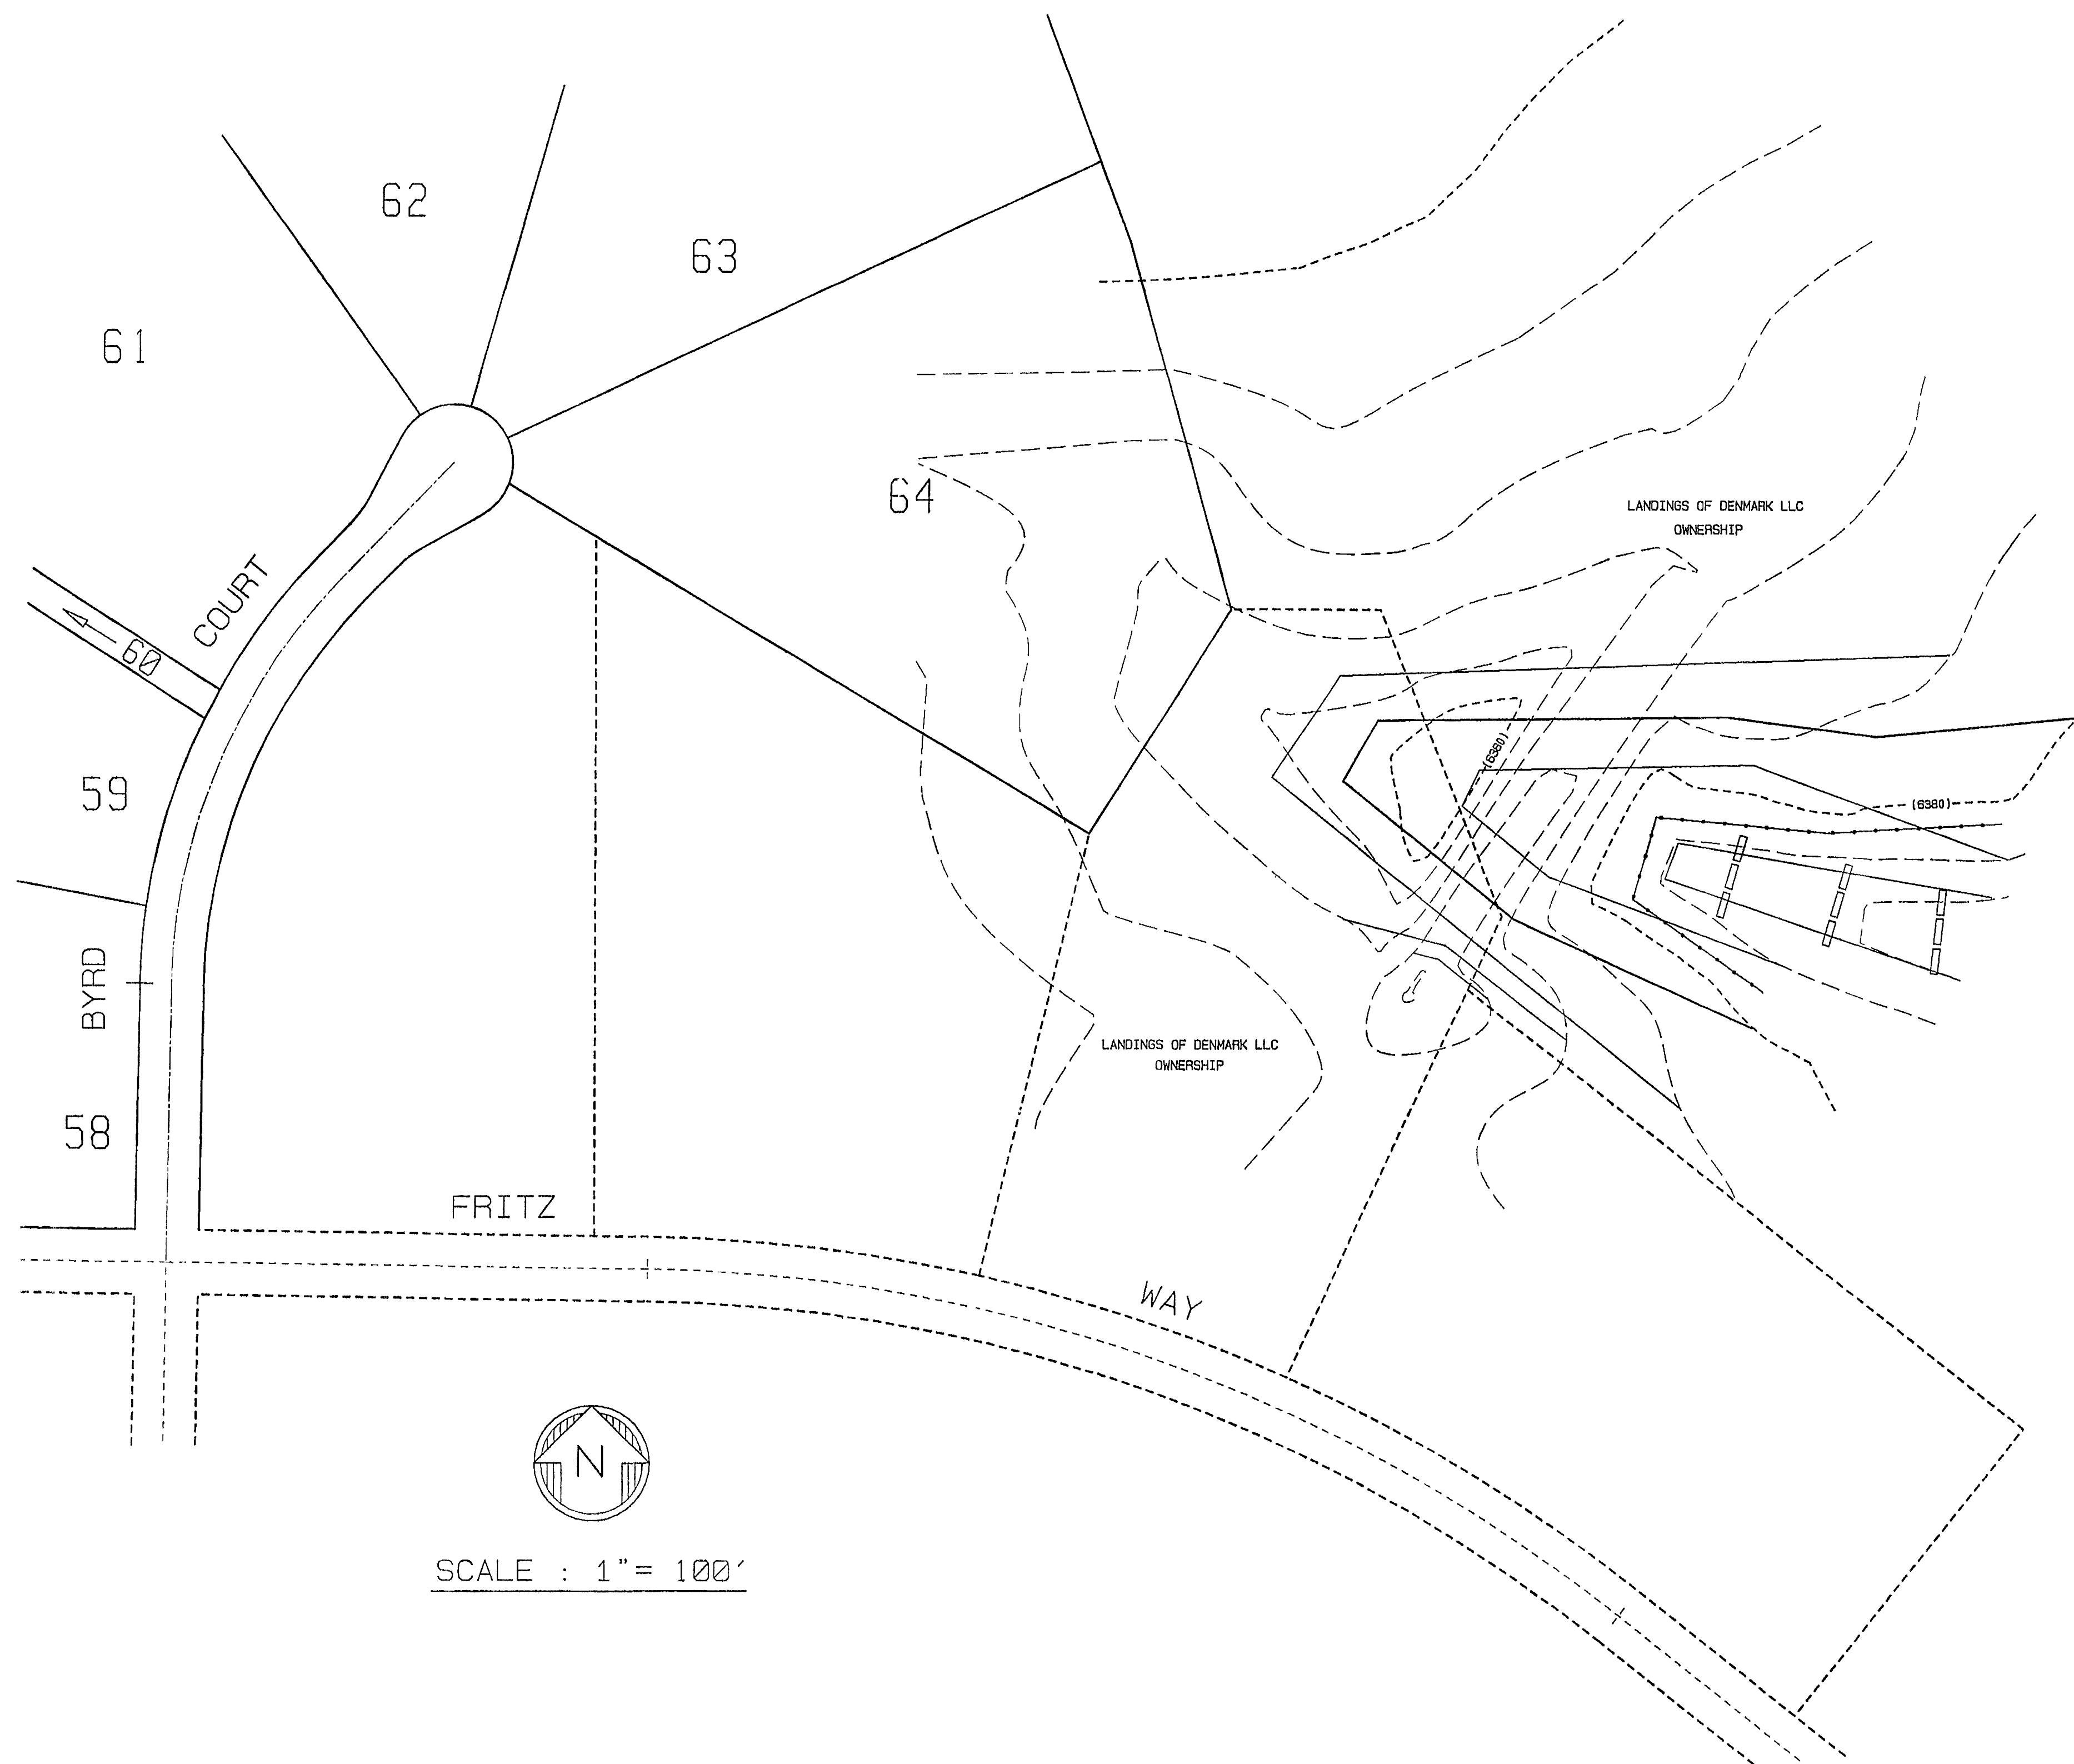 62
63
61
64
LANDINGS OF DENMARK LLC
OWNERSHIP
COURT
60
(6380)
59
(6380)
BYRD
LANDINGS OF DENMARK LLC
OWNERSHIP
58
FRITZ
WAY
N
SCALE : 1"= 100'